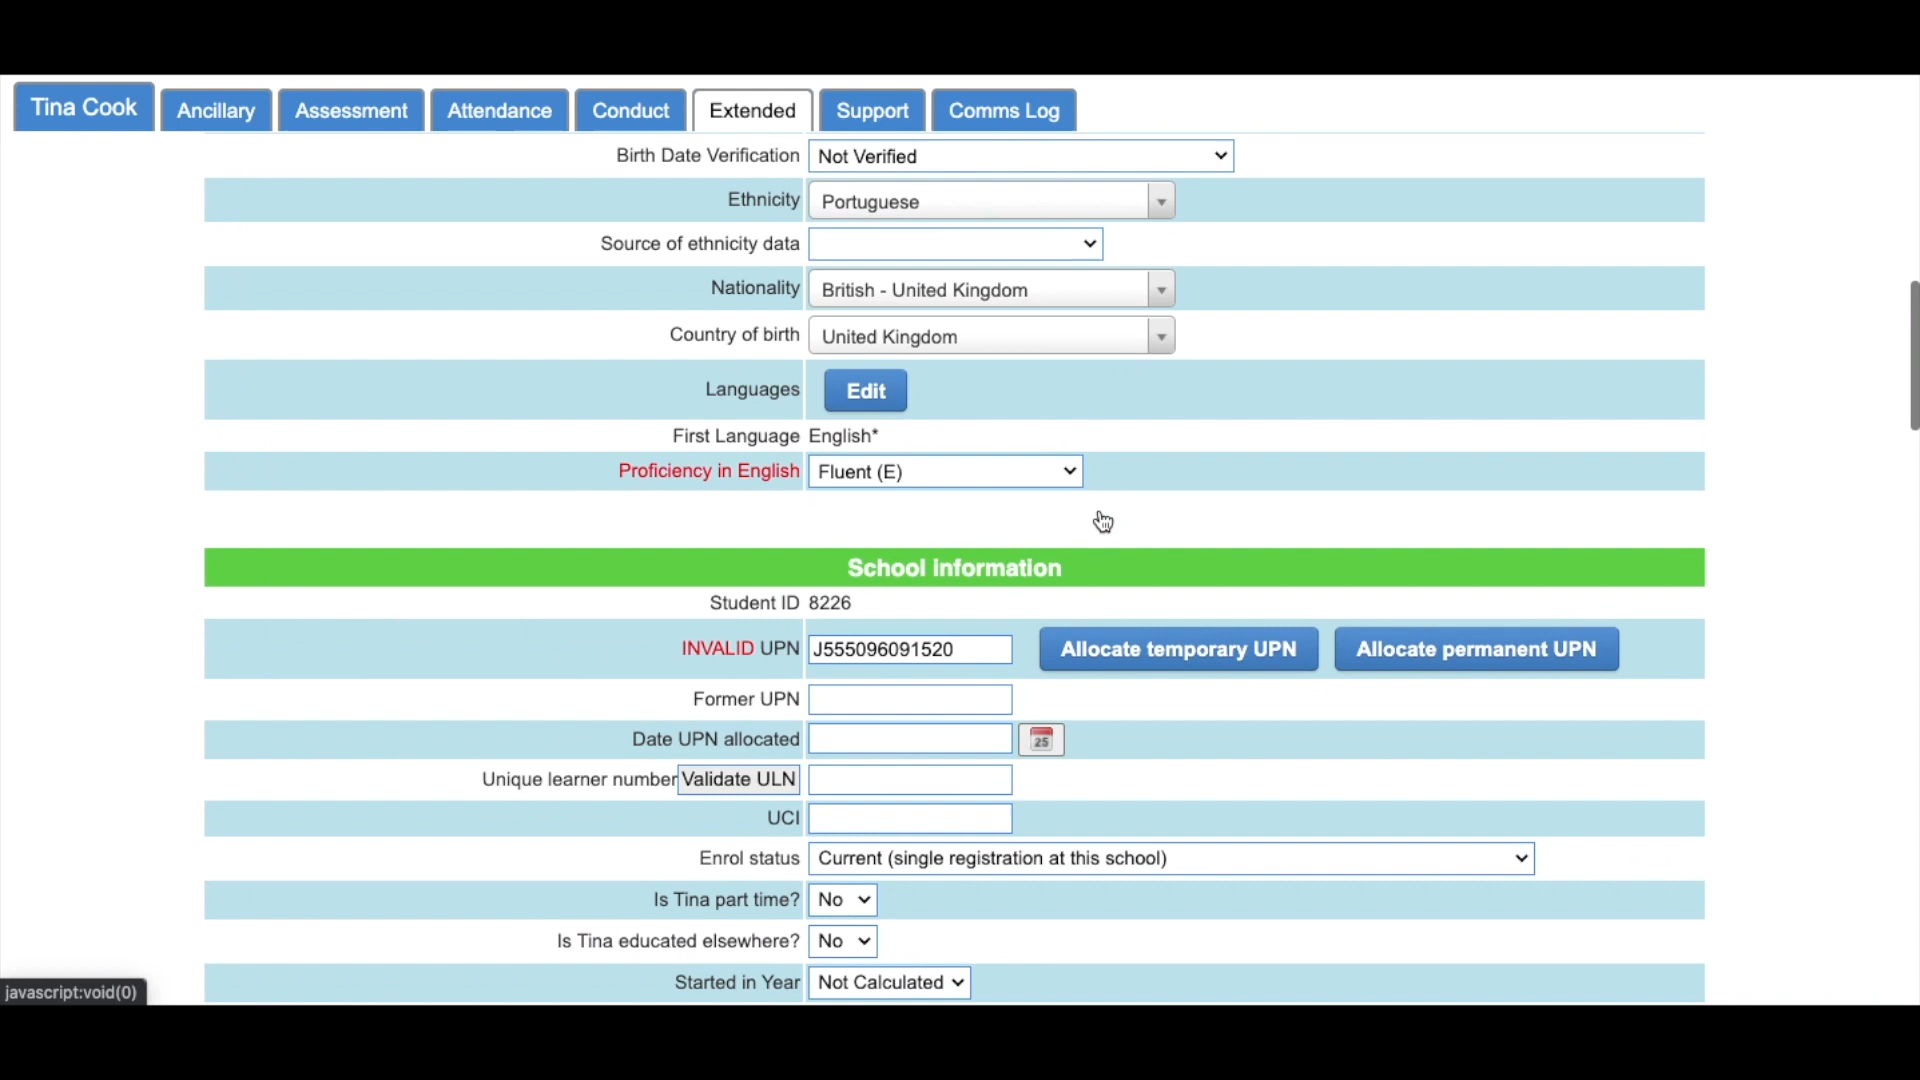 Tina Cook Ancillary Assessment Attendance Conduct Extended Support Comms Log
Birth Date Verification Not Verified
Ethnicity Portuguese
Source of ethnicity data
Nationality British - United Kingdom
Country of birth United Kingdom
Languages Edit
First Language English*
Proficiency in English Fluent (E)
School information
Student ID 8226
INVALID UPN J555096091520 Allocate temporary UPN Allocate permanent UPN
Former UPN
Date UPN allocated 25
Unique learner number Validate ULN
UCI
Enrol status Current (single registration at this school)
Is Tina part time? No
Is Tina educated elsewhere? No
Started in Year Not Calculated
javascript:void(0)